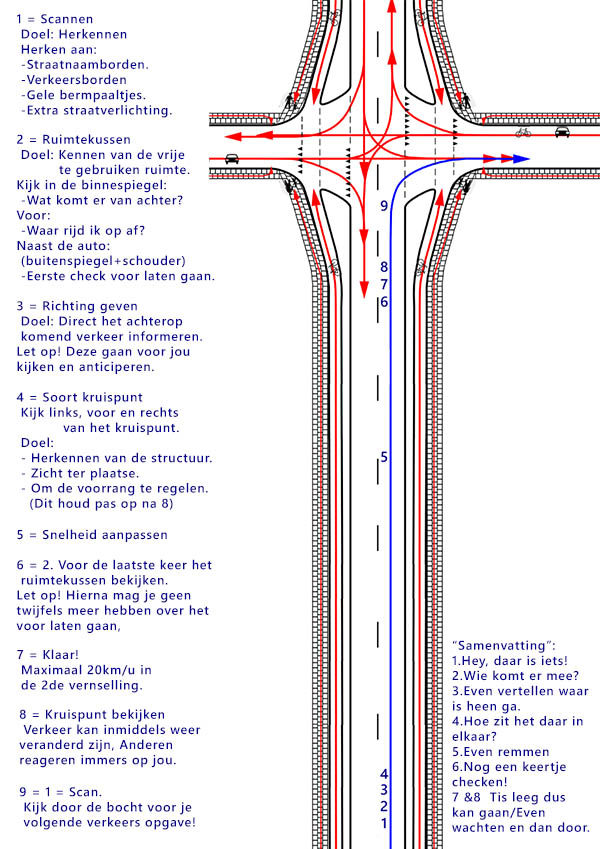 1 = Scannen
Doel: Herkennen
Herken aan:
-Straatnaamborden.
-Verkeersborden
-Gele bermpaaltjes.
-Extra straatverlichting.
2 = Ruimtekussen
Doel: Kennen van de vrije
te gebruiken ruimte.
Kijk in de binnespiegel:
-Wat komt er van achter?
Voor:
-Waar rijd ik op af?
Naast de auto:
(buitenspiegel+schouder)
-Eerste check voor laten gaan.
3 = Richting geven
Doel: Direct het achterop
komend verkeer informeren.
Let op! Deze gaan voor jou
kijken en anticiperen.
4 = Soort kruispunt
Kijk links, voor en rechts
van het kruispunt.
Doel:
- Herkennen van de structuur.
- Zicht ter plaatse.
- Om de voorrang te regelen.
(Dit houd pas op na 8)
5 = Snelheid aanpassen
6 = 2. Voor de laatste keer het
ruimtekussen bekijken.
Let op! Hierna mag je geen
twijfels meer hebben over het
voor laten gaan,
7 = Klaar!
Maximaal 20km/u in
de 2de vernselling.
8 = Kruispunt bekijken
Verkeer kan inmiddels weer
veranderd zijn, Anderen
reageren immers op jou.
9 = 1 = Scan.
Kijk door de bocht voor je
volgende verkeers opgave!
9
8
7
6
5
4
3
2
1
“Samenvatting”:
1.Hey, daar is iets!
2.Wie komt er mee?
3.Even vertellen waar
is heen ga.
4.Hoe zit het daar in
elkaar?
5.Even remmen
6.Nog een keertje
checken!
7 &8  Tis leeg dus
kan gaan/Even
wachten en dan door.